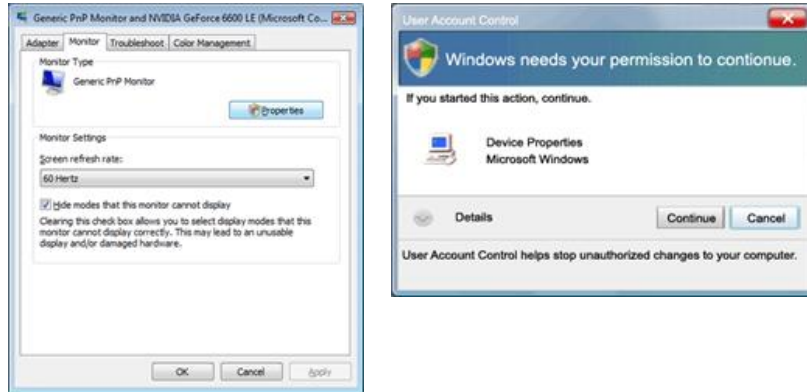 Generic PnP Monitor and NVIDIA GeForce 6600 LE (Microsoft Co...
Adapter Monitor Troubleshoot Color Management
Monitor Type
Generic PnP Monitor
Properties
Monitor Settings
Screen refresh rate:
60 Hertz
Hide modes that this monitor cannot display
Clearing this check box allows you to select display modes that this
monitor cannot display correctly. This may lead to an unusable
display and/or damaged hardware.
OK Cancel Apply
User Account Control
Windows needs your permission to contionue.
If you started this action, continue.
Device Properties
Microsoft Windows
Details Continue Cancel
User Account Control helps stop unauthorized changes to your computer.